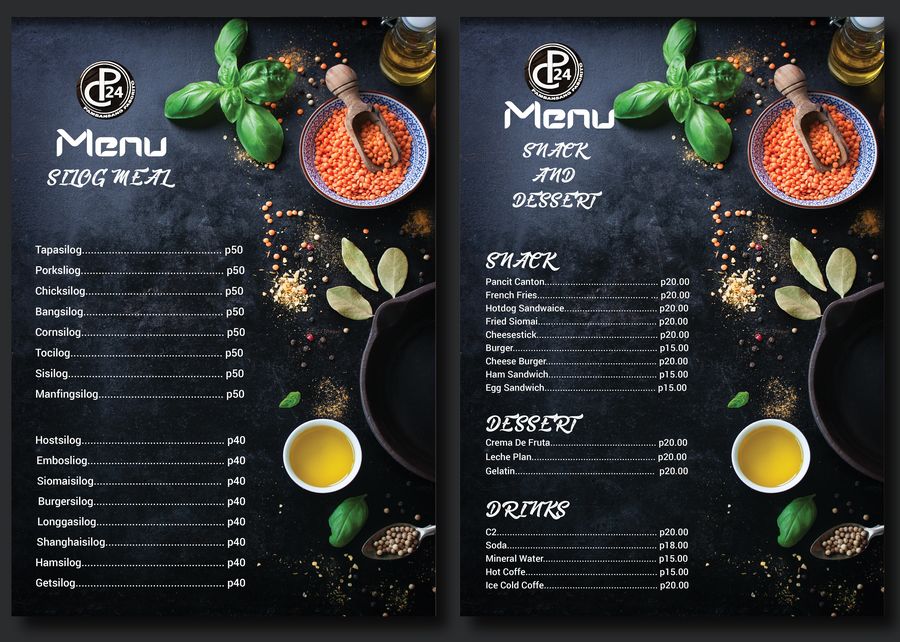 P24
Menu
SILOG MEAL
Tapasilog.......................................... p50
Porksliog........................................... p50
Chicksilog.......................................... p50
Bangsilog.......................................... p50
Cornsilog........................................... p50
Tocilog.............................................. p50
Sisilog............................................... p50
Manfingsilog...................................... p50
Hostsilog........................................... p40
Embosliog......................................... p40
Siomaisilog....................................... p40
Burgersilog....................................... p40
Longgasilog...................................... p40
Shanghaisilog................................... p40
Hamsilog.......................................... p40
Getsilog............................................ p40
P24
Menu
SNACK
AND
DESSERT
SNACK
Pancit Canton...................................... p20.00
French Fries..................................... ... p20.00
Hotdog Sandwaice............................... p20.00
Fried Siomai........................................ p20.00
Cheesestick........................................ p20.00
Burger................................................. p15.00
Cheese Burger..................................... p20.00
Ham Sandwich.................................... p15.00
Egg Sandwich..................................... p15.00
DESSERT
Crema De Fruta................................... p20.00
Leche Plan.......................................... p20.00
Gelatin................................................ p20.00
DRINKS
C2....................................................... p20.00
Soda................................................... p18.00
Mineral Water...................................... p15.00
Hot Coffe............................................ p15.00
Ice Cold Coffe..................................... p20.00